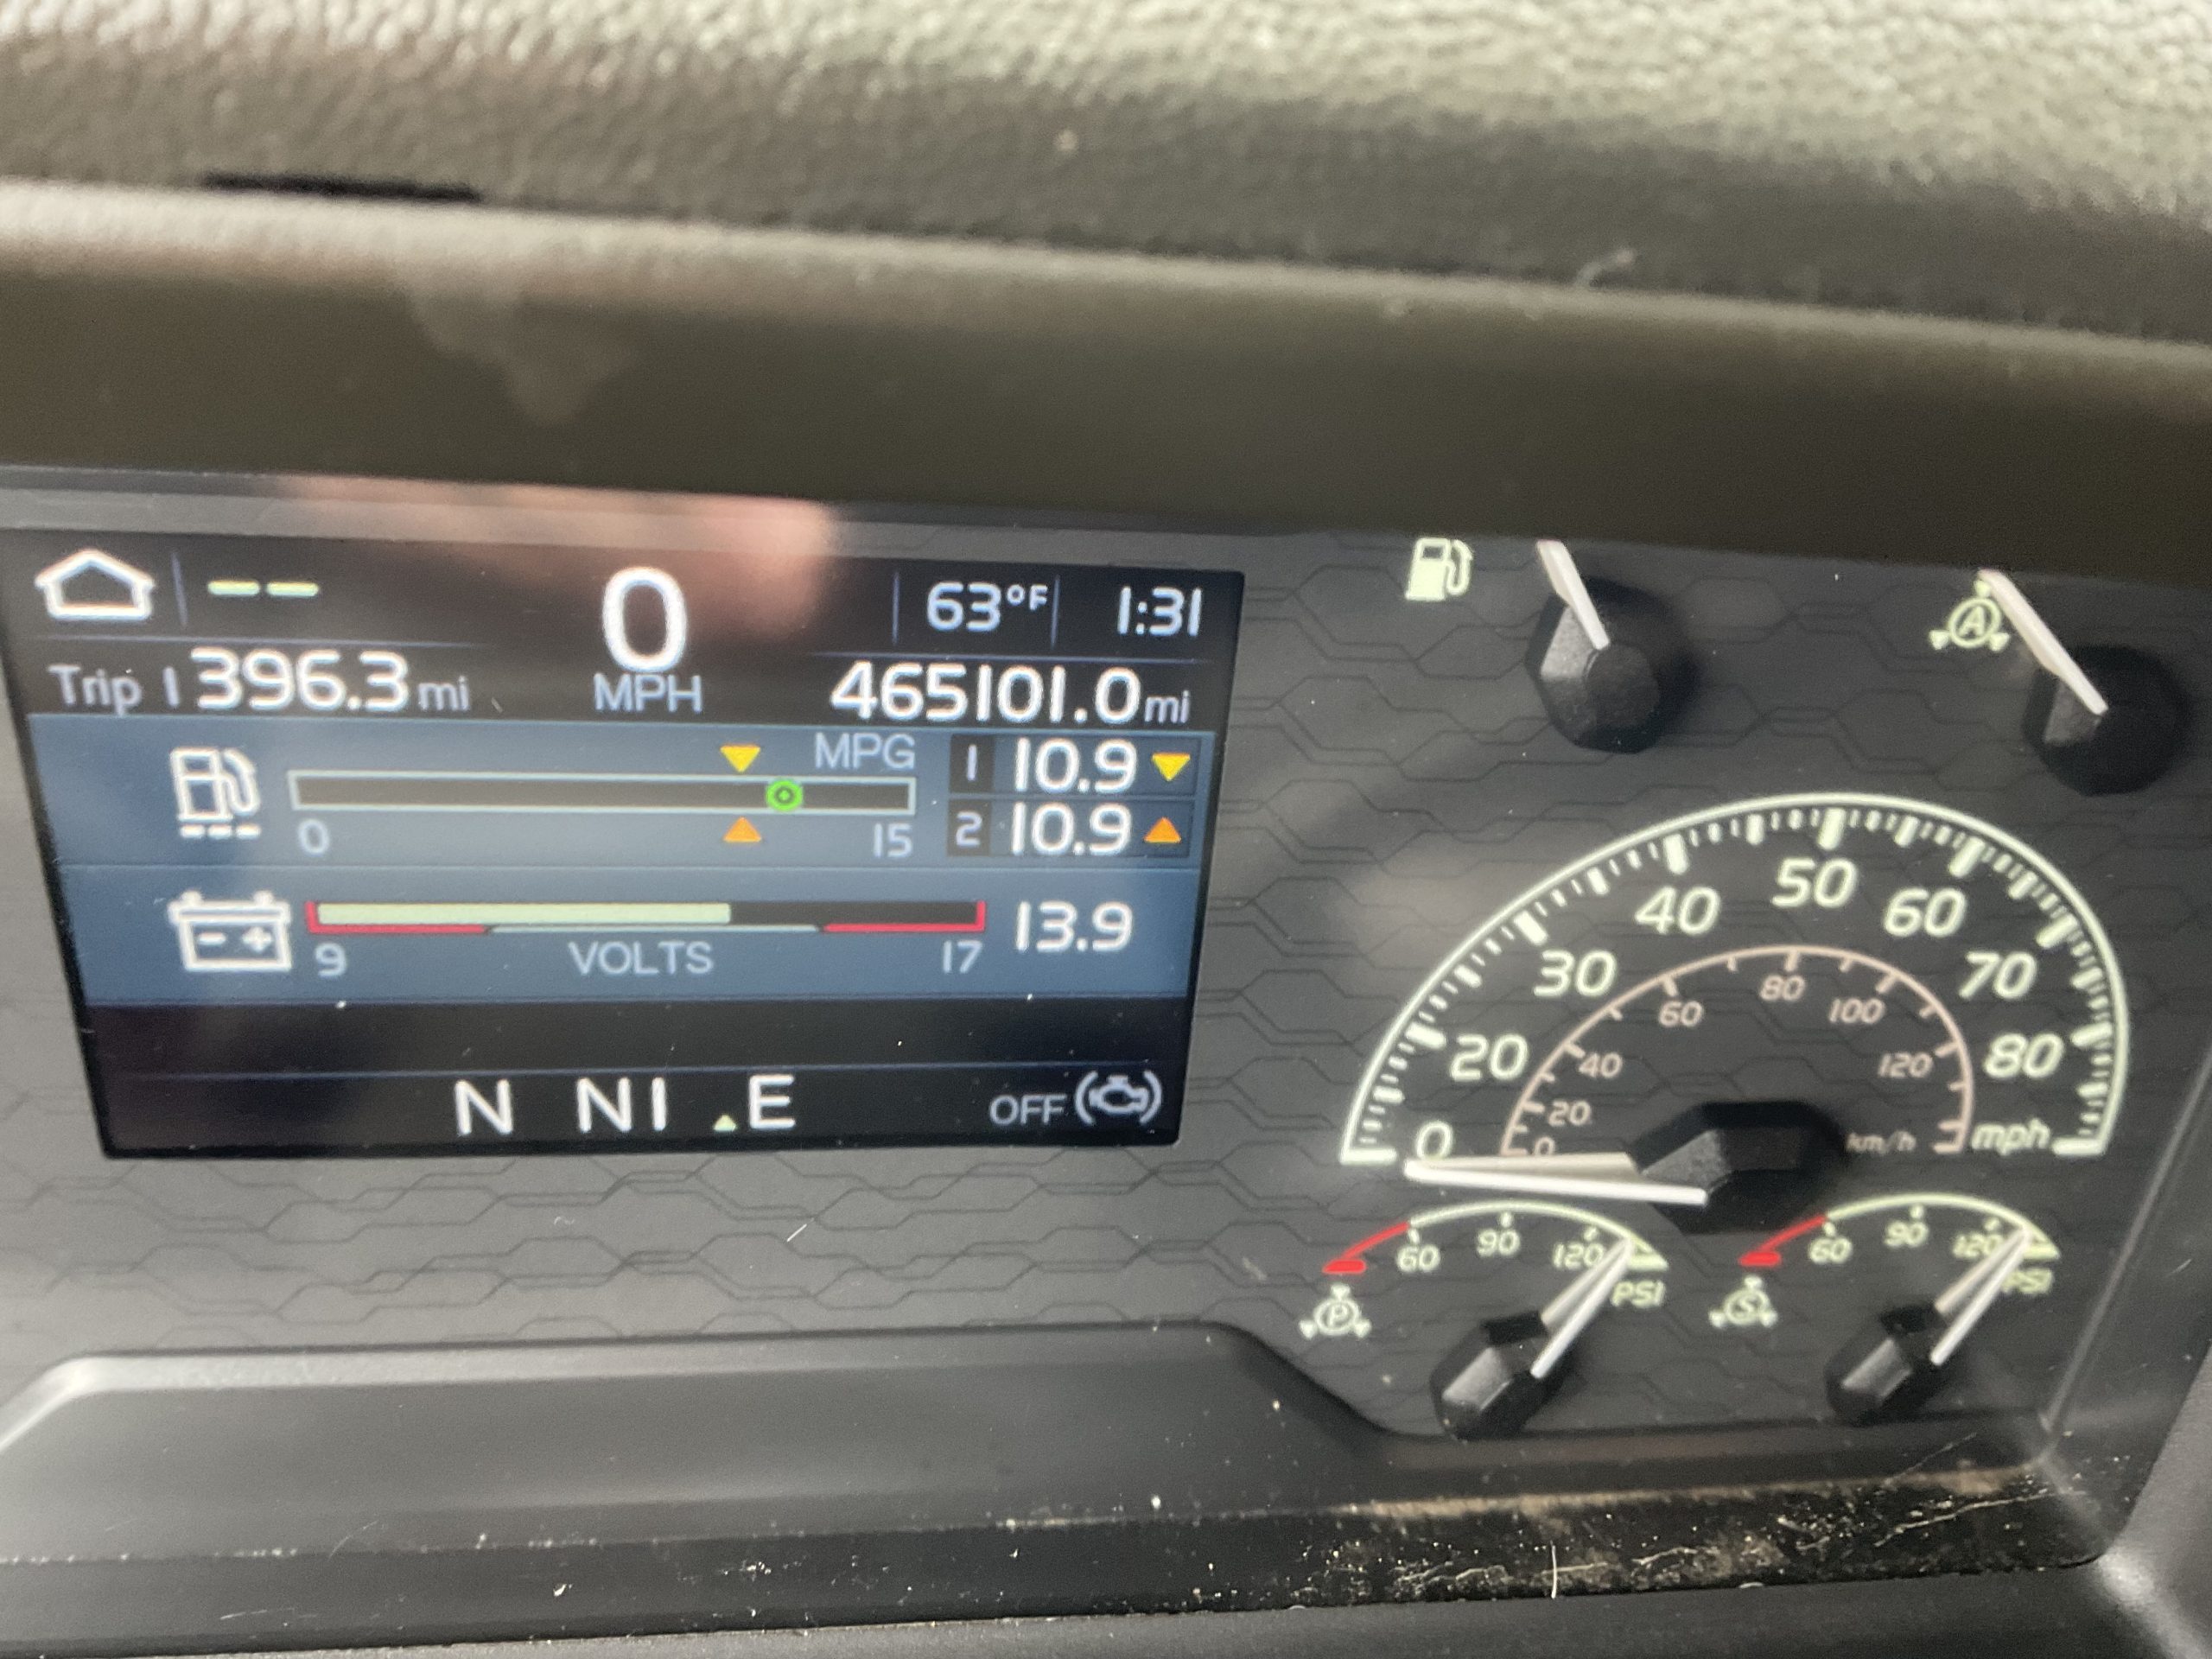 -- 0 63°F 1:31
Trip 1 396.3 mi MPH 465101.0 mi
MPG 1 10.9
0 15 2 10.9
- + 13.9
9 VOLTS 17
N N1 E OFF
A
0 20 30 40 50 60 70 80 mph
0 20 40 60 80 100 120 km/h
60 90 120 PSI
P
60 90 120 PSI
S